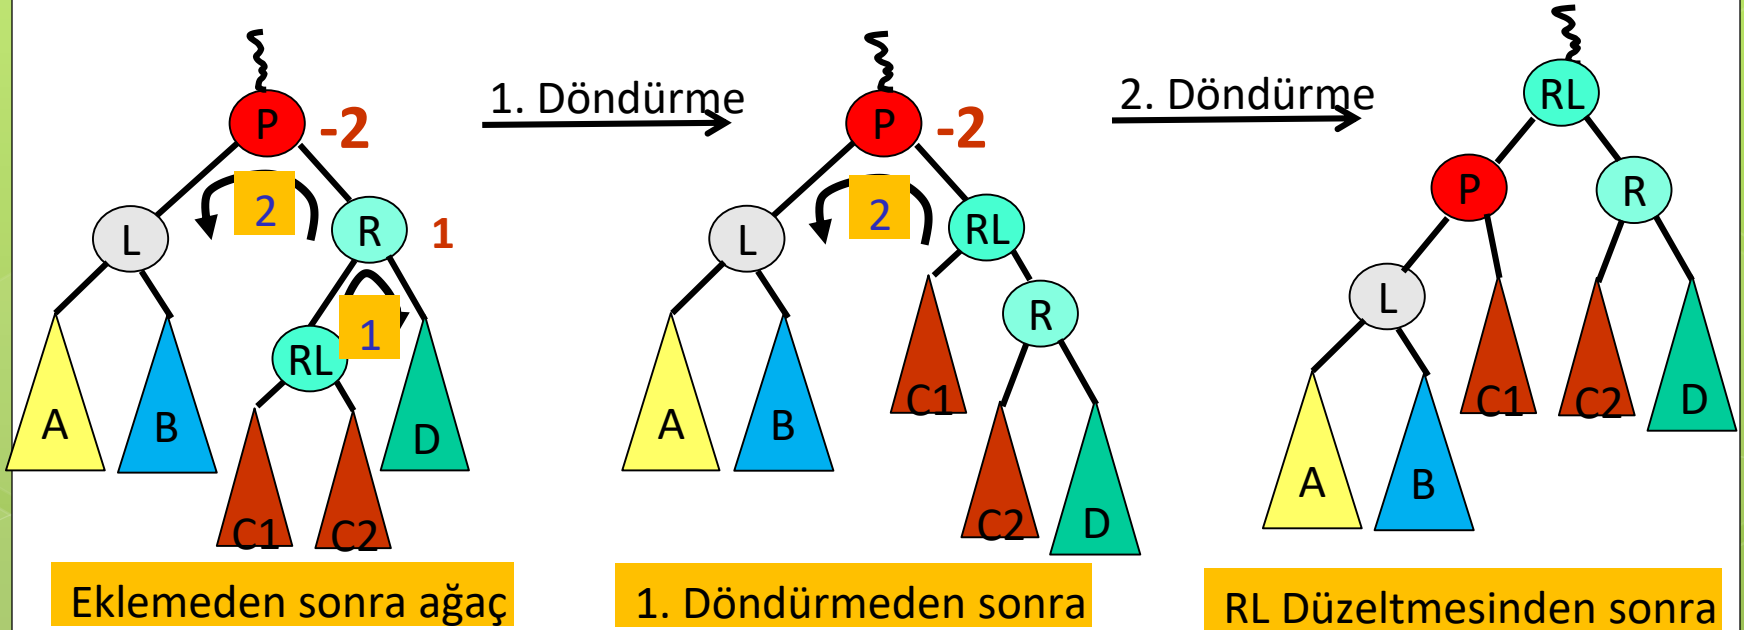 1. Döndürme
2. Döndürme
P -2
2
L
R 1
1
RL
A
B
C1
C2
D
P -2
2
L
RL
R
A
B
C1
C2
D
RL
P
R
L
A
B
C1
C2
D
Eklemeden sonra ağaç
1. Döndürmeden sonra
RL Düzeltmesinden sonra